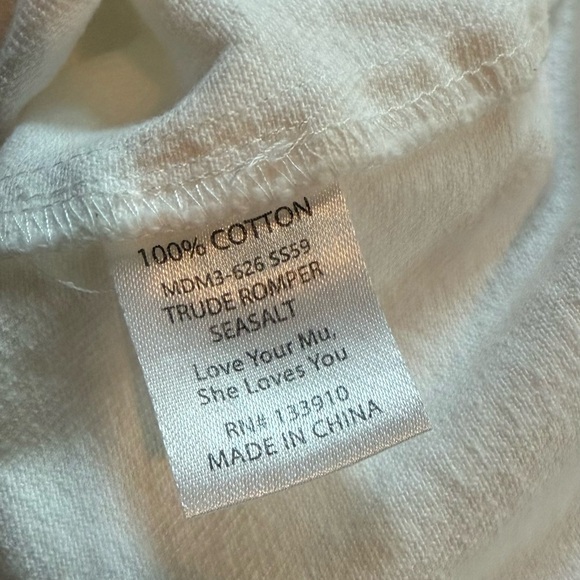 100% COTTON
MDM3-626 SS59
TRUDE ROMPER
SEASALT
Love Your Mu,
She Loves You
RN# 133910
MADE IN CHINA